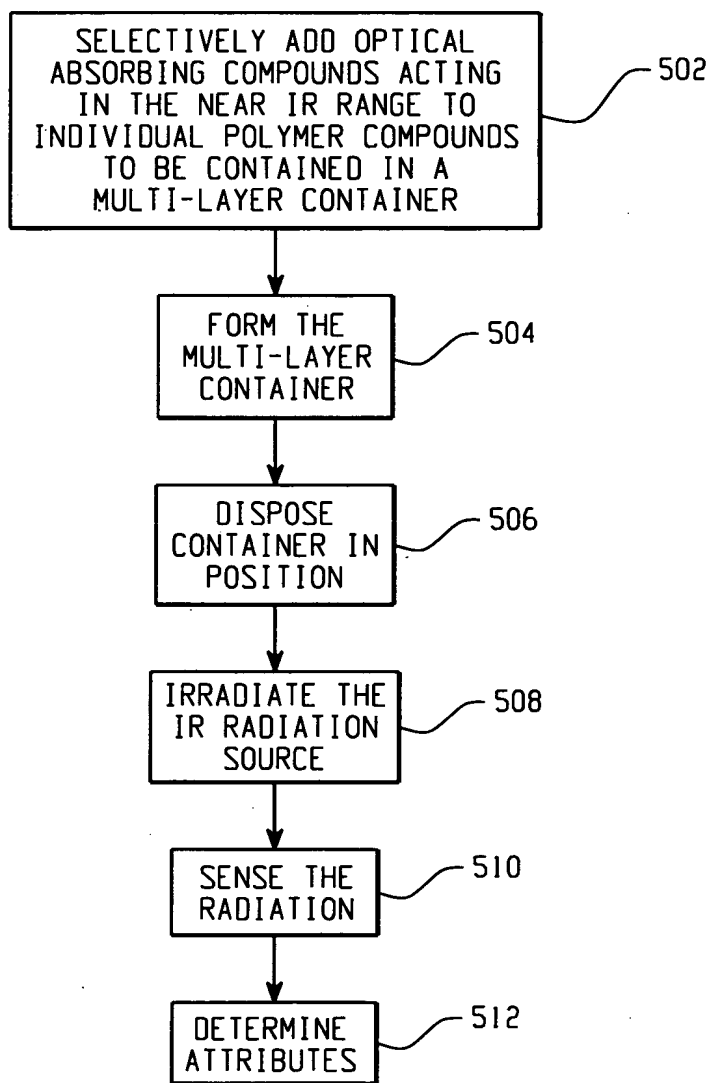 SELECTIVELY ADD OPTICAL
ABSORBING COMPOUNDS ACTING
IN THE NEAR IR RANGE TO
INDIVIDUAL POLYMER COMPOUNDS
TO BE CONTAINED IN A
MULTI-LAYER CONTAINER
502
FORM THE
MULTI-LAYER
CONTAINER
504
DISPOSE
CONTAINER IN
POSITION
506
IRRADIATE THE
IR RADIATION
SOURCE
508
SENSE THE
RADIATION
510
DETERMINE
ATTRIBUTES
512